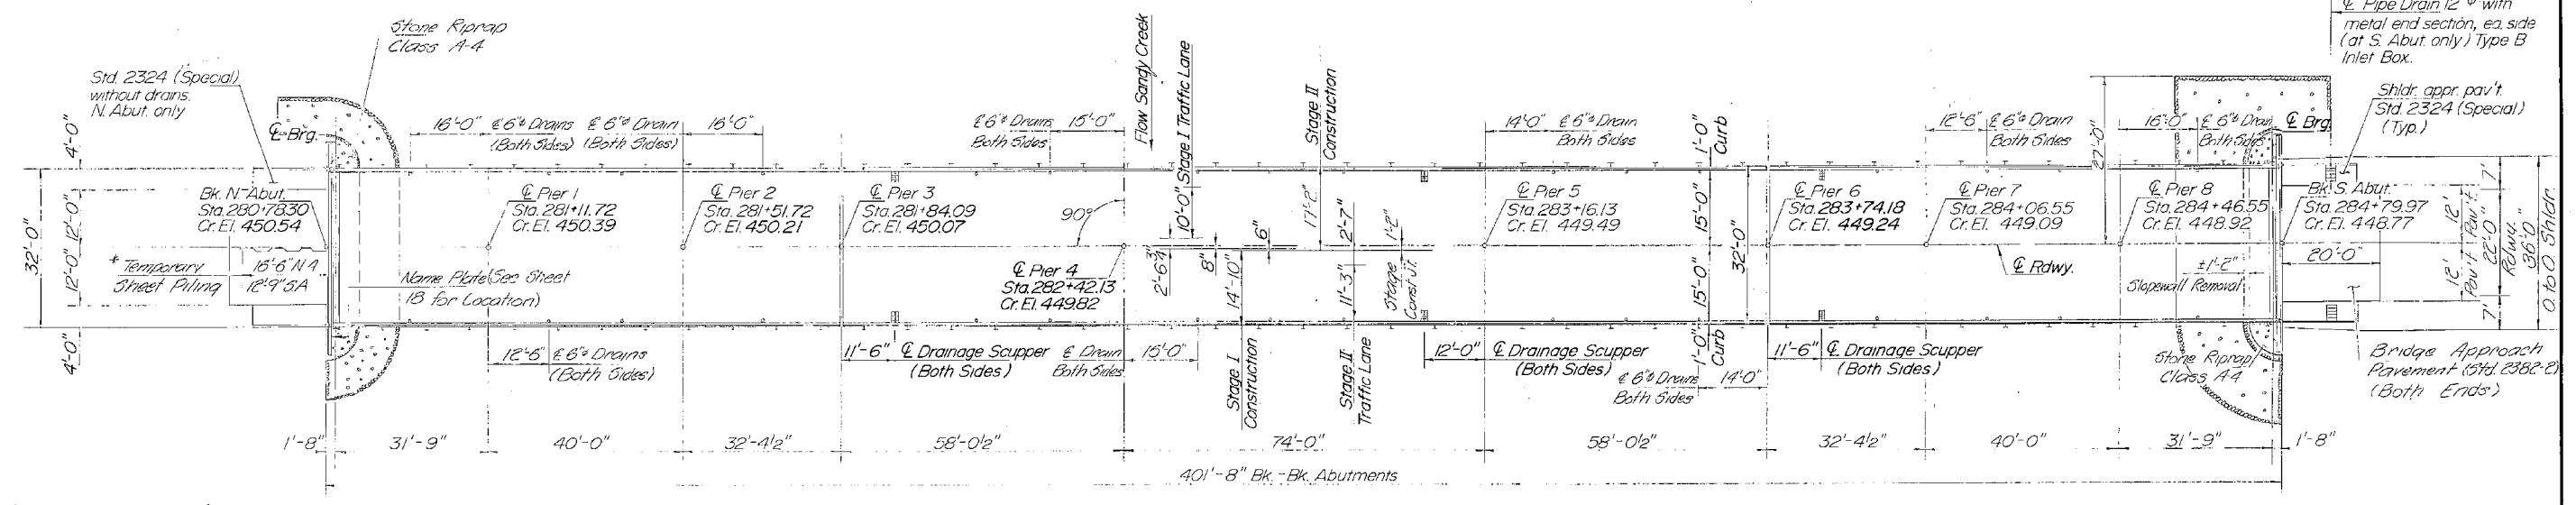 Stone Riprap
Class A-4
Std. 2324 (Special)
without drains.
N. Abut. only
℄ Brg.
4'-0"
32'-0"
12'-0" 12'-0"
4'-0"
16'-0" ℄ 6"ø Drains
(Both Sides)
℄ 6"ø Drain 16'-0"
(Both Sides)
℄ 6"ø Drains 15'-0"
Both Sides
Flow Sandy Creek
10'-0" Stage I Traffic Lane
Stage II
Construction
14'-0" ℄ 6"ø Drain
Both Sides
1'-0"
Curb
12'-6" ℄ 6"ø Drain
Both Sides
27'-0"
16'-0" ℄ 6"ø Drain
Both Sides
℄ Brg.
℄ Pipe Drain 12"ø with
metal end section, ea. side
(at S. Abut. only) Type B
Inlet Box.
Shldr. appr. pav't.
Std. 2324 (Special)
(Typ.)
Bk. N. Abut.
Sta. 280+78.30
Cr. El. 450.54
℄ Pier 1
Sta. 281+11.72
Cr. El. 450.39
℄ Pier 2
Sta. 281+51.72
Cr. El. 450.21
℄ Pier 3
Sta. 281+84.09
Cr. El. 450.07
90°
℄ Pier 4
Sta. 282+42.13
Cr. El. 449.82
℄ Pier 5
Sta. 283+16.13
Cr. El. 449.49
℄ Pier 6
Sta. 283+74.18
Cr. El. 449.24
℄ Pier 7
Sta. 284+06.55
Cr. El. 449.09
℄ Pier 8
Sta. 284+46.55
Cr. El. 448.92
Bk. S. Abut.
Sta. 284+79.97
Cr. El. 448.77
* Temporary
Sheet Piling
16'-6" N A
12'-9" S A
Name Plate (See Sheet
18 for Location)
2'-6¾"
8"
14'-10"
6"
17'-2"
2'-7"
11'-3"
1'-2"
Stage
Const. Jt.
15'-0"
15'-0"
32'-0"
1'-0"
Curb
℄ Rdwy.
±1'-2"
Slopewall Removal
20'-0"
7'
12' 12'
Pav't. Pav't.
22'-0"
Rdwy.
36'-0"
O. to O. Shldr.
7'
12'-6" ℄ 6"ø Drains
(Both Sides)
11'-6" ℄ Drainage Scupper
(Both Sides)
℄ Drain 15'-0"
Both Sides
Stage I
Construction
Stage II
Traffic Lane
12'-0" ℄ Drainage Scupper
(Both Sides)
℄ 6"ø Drains 14'-0"
Both Sides
11'-6" ℄ Drainage Scupper
(Both Sides)
Stone Riprap
Class A-4
Bridge Approach
Pavement (Std. 2382-2)
(Both Ends)
1'-8" 31'-9" 40'-0" 32'-4½" 58'-0½" 74'-0" 58'-0½" 32'-4½" 40'-0" 31'-9" 1'-8"
401'-8" Bk.-Bk. Abutments